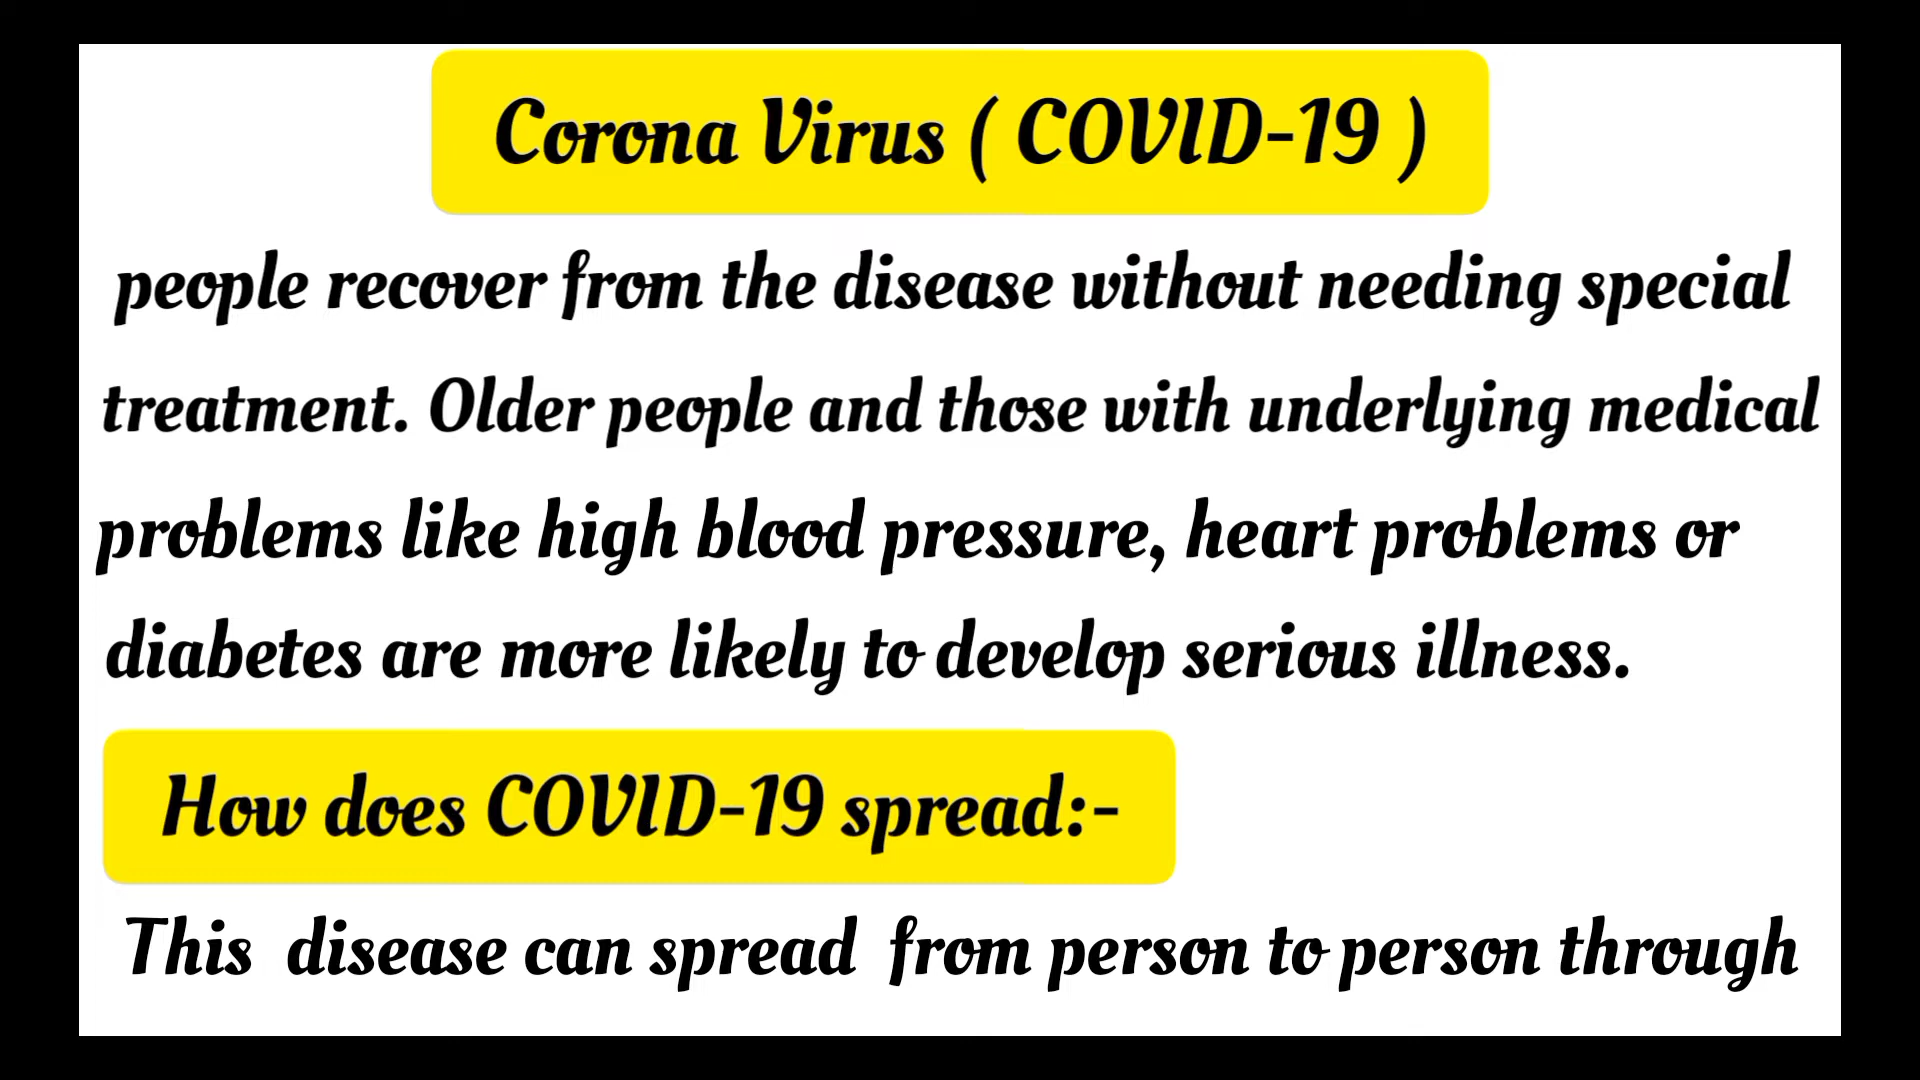 Corona Virus ( COVID-19 )
people recover from the disease without needing special
treatment. Older people and those with underlying medical
problems like high blood pressure, heart problems or
diabetes are more likely to develop serious illness.
How does COVID-19 spread:-
This disease can spread from person to person through